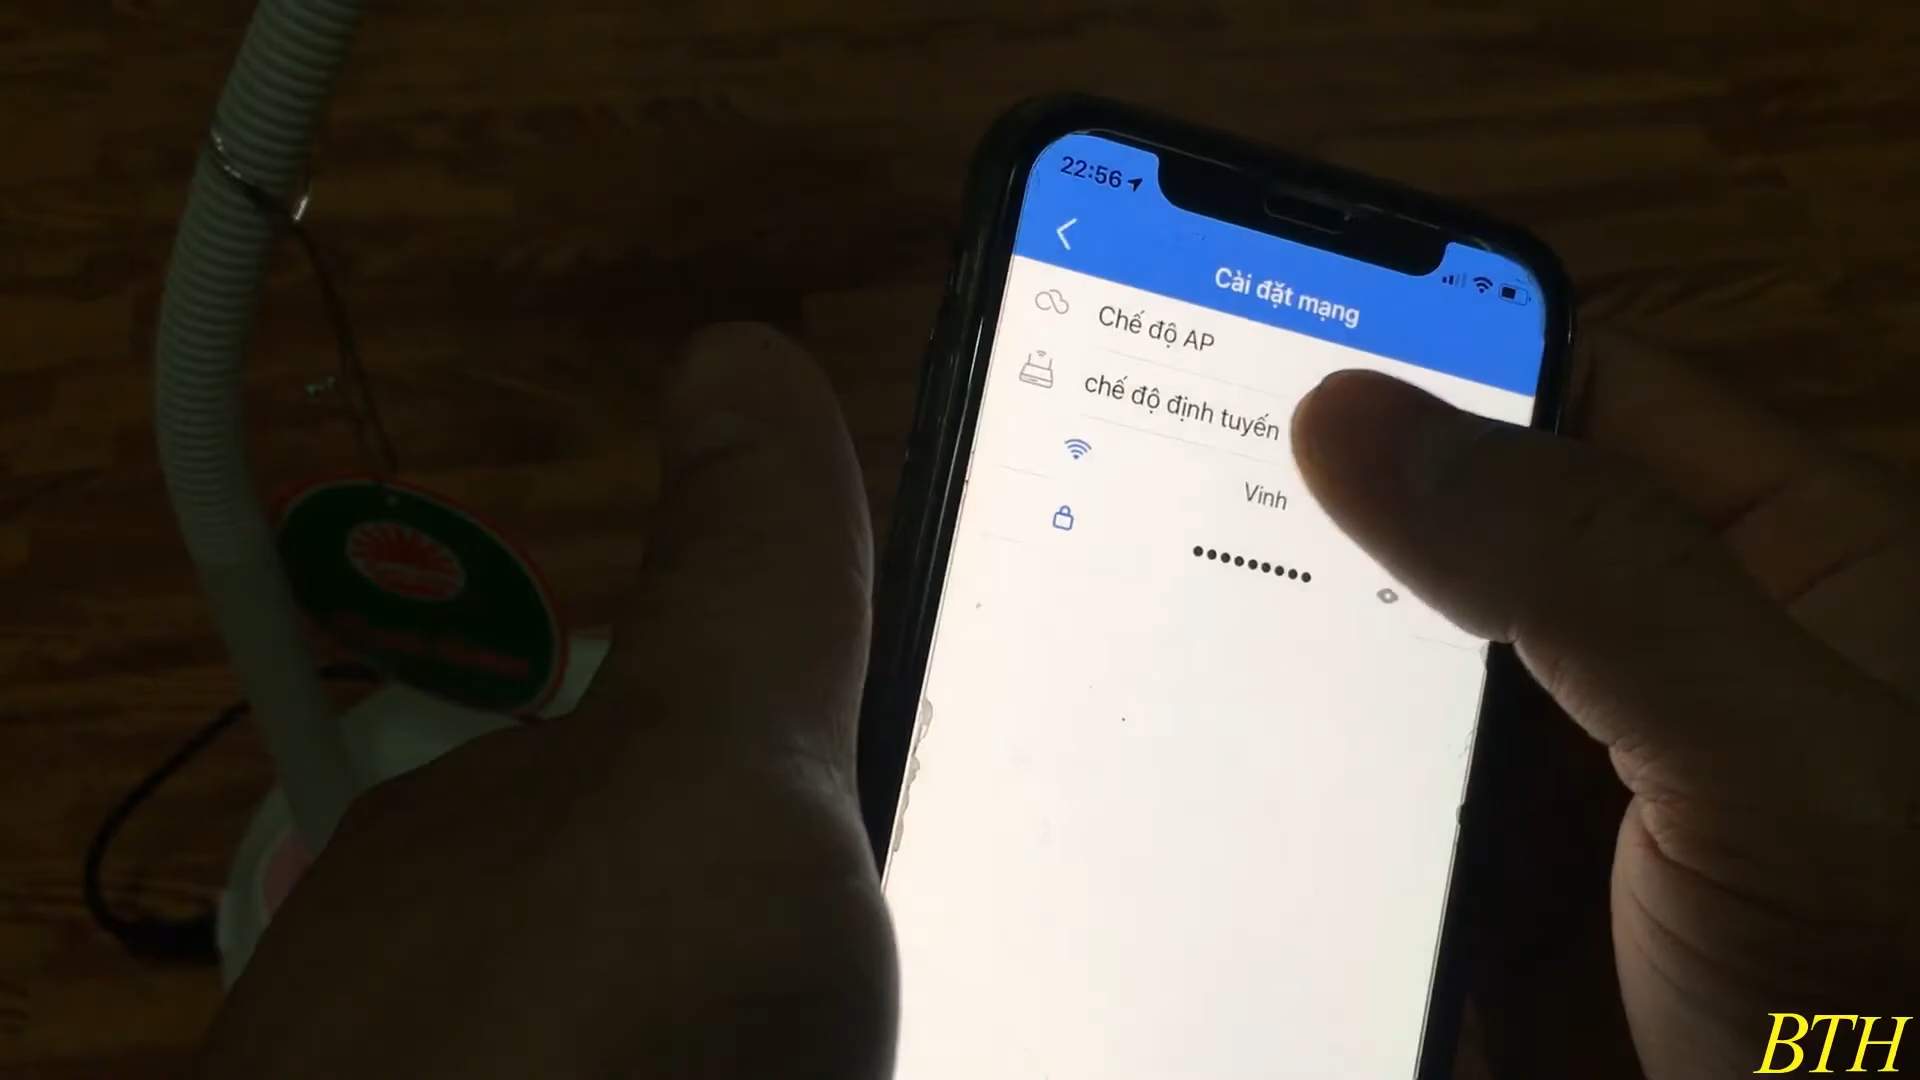 22:56
Cài đặt mạng
Chế độ AP
chế độ định tuyến
Vinh
•••••••••
BTH